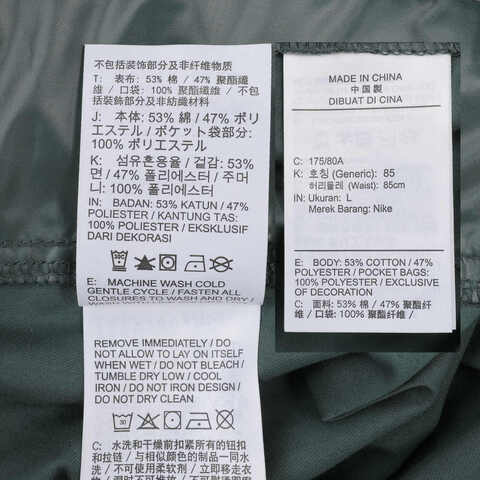 不包括装饰部分及非纤维物质
T: 表布: 53% 棉 / 47% 聚酯纖
維 / 口袋: 100% 聚酯纖維 / 不包
括裝飾部分及非紡織材料
J: 本体: 53% 綿 / 47% ポリ
エステル / ポケット袋部分:
100% ポリエステル
K: 섬유혼용율 / 겉감: 53%
면 / 47% 폴리에스터 / 주머
니: 100% 폴리에스터
IN: BADAN: 53% KATUN / 47%
POLIESTER / KANTUNG TAS:
100% POLIESTER / EKSKLUSIF
DARI DEKORASI
E: MACHINE WASH COLD
GENTLE CYCLE / FASTEN ALL
CLOSURES TO WASH AND DRY /
REMOVE IMMEDIATELY / DO
NOT ALLOW TO LAY ON ITSELF
WHEN WET / DO NOT BLEACH /
TUMBLE DRY LOW / COOL
IRON / DO NOT IRON DESIGN /
DO NOT DRY CLEAN
30
C: 水洗和干燥前扣紧所有的钮扣
和拉链 / 与相似颜色的制品一同水
洗 / 不可使用柔软剂 / 立即移走衣
MADE IN CHINA
中国製
DIBUAT DI CINA
C: 175/80A
K: 호칭 (Generic): 85
허리둘레 (Waist): 85cm
IN: Ukuran: L
Merek Barang: Nike
E: BODY: 53% COTTON / 47%
POLYESTER / POCKET BAGS:
100% POLYESTER / EXCLUSIVE
OF DECORATION
C: 面料: 53% 棉 / 47% 聚酯纤
维 / 口袋: 100% 聚酯纤维 /